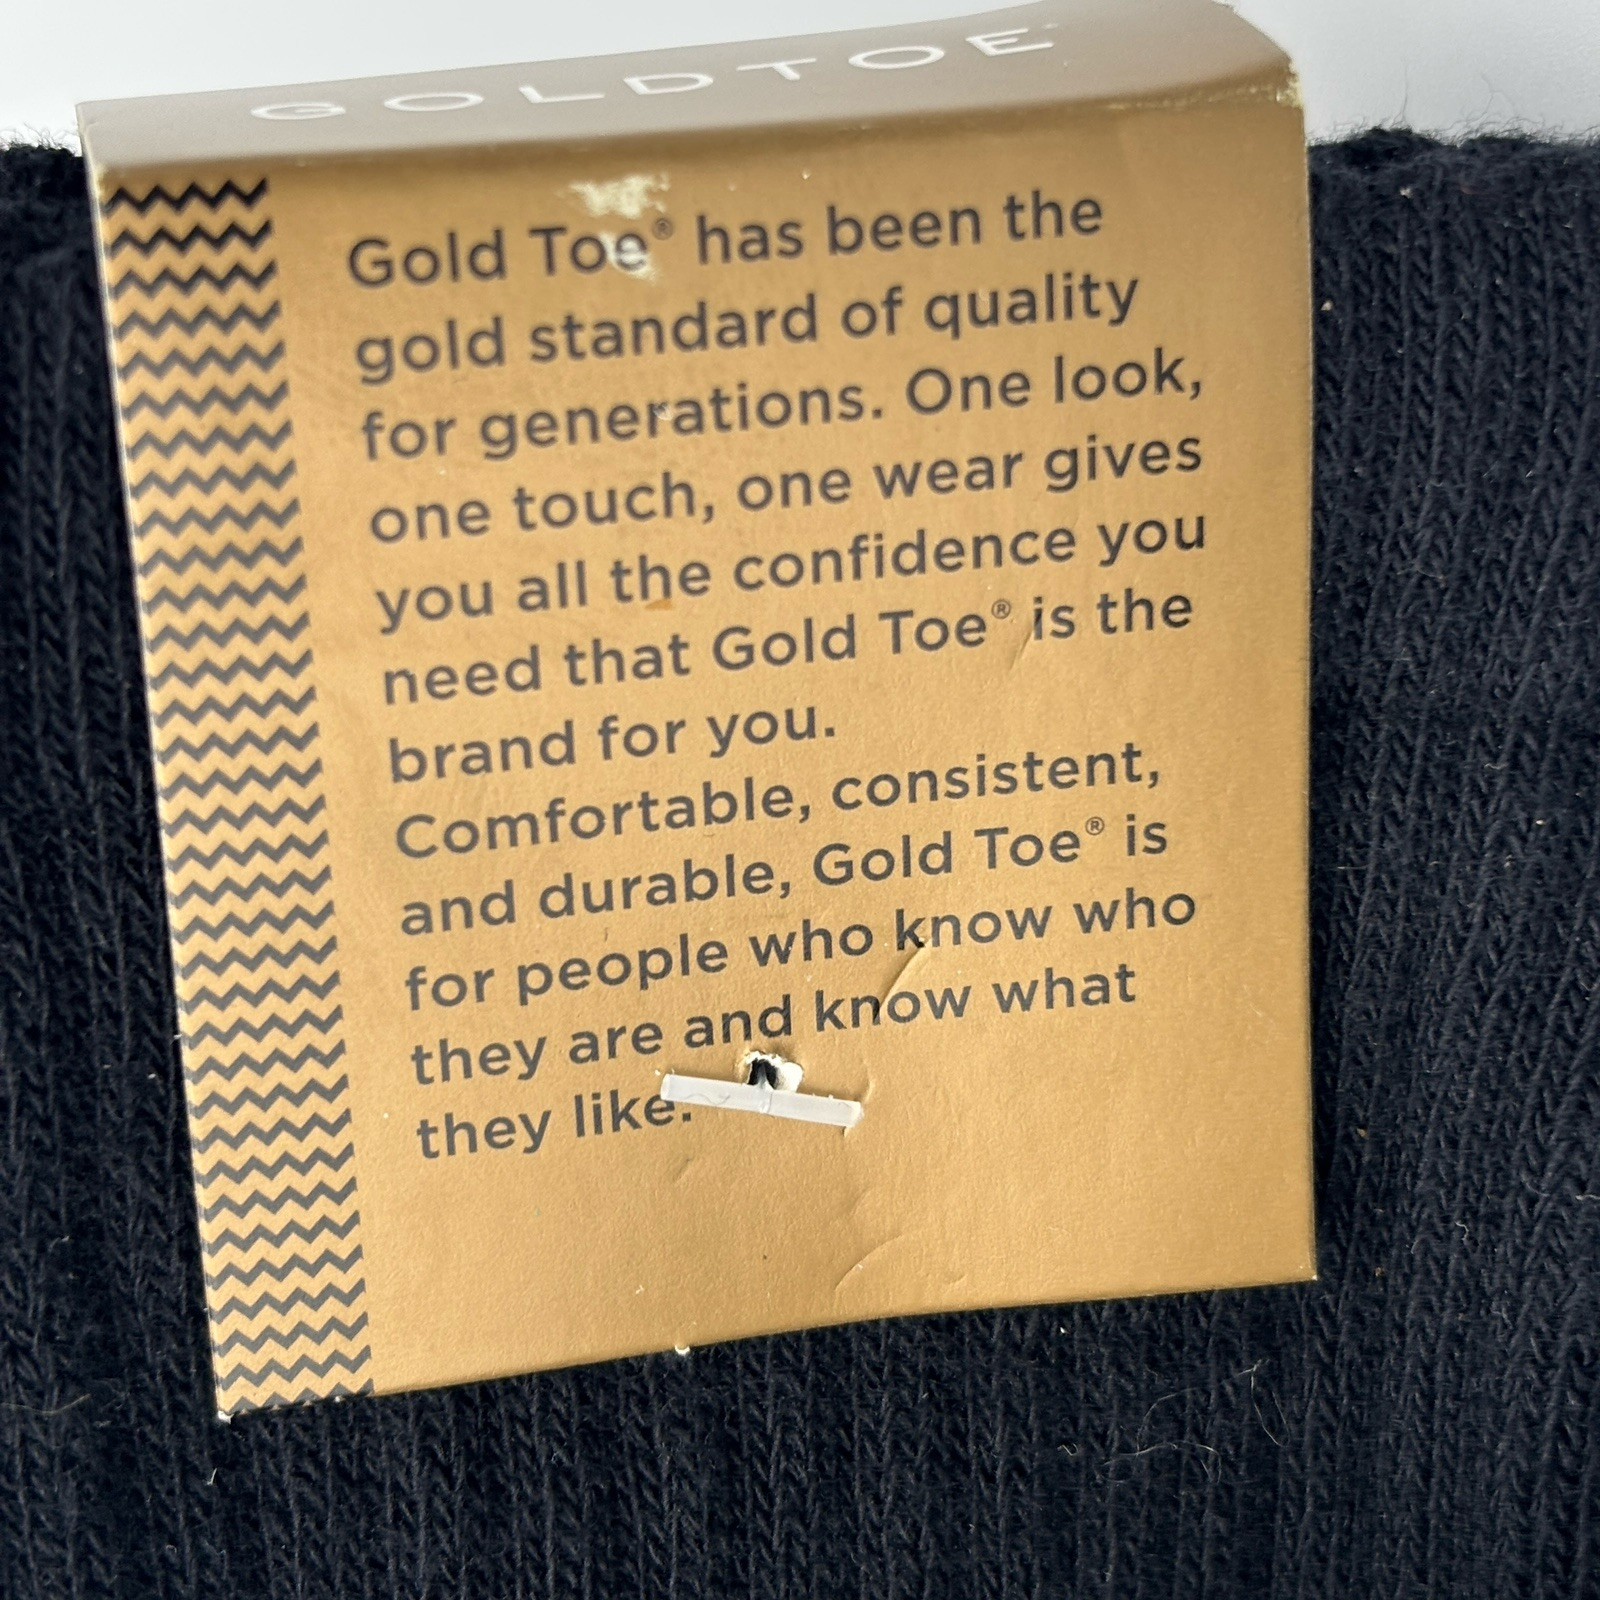 GOLDTOE
Gold Toe® has been the
gold standard of quality
for generations. One look,
one touch, one wear gives
you all the confidence you
need that Gold Toe® is the
brand for you.
Comfortable, consistent,
and durable, Gold Toe® is
for people who know who
they are and know what
they like.